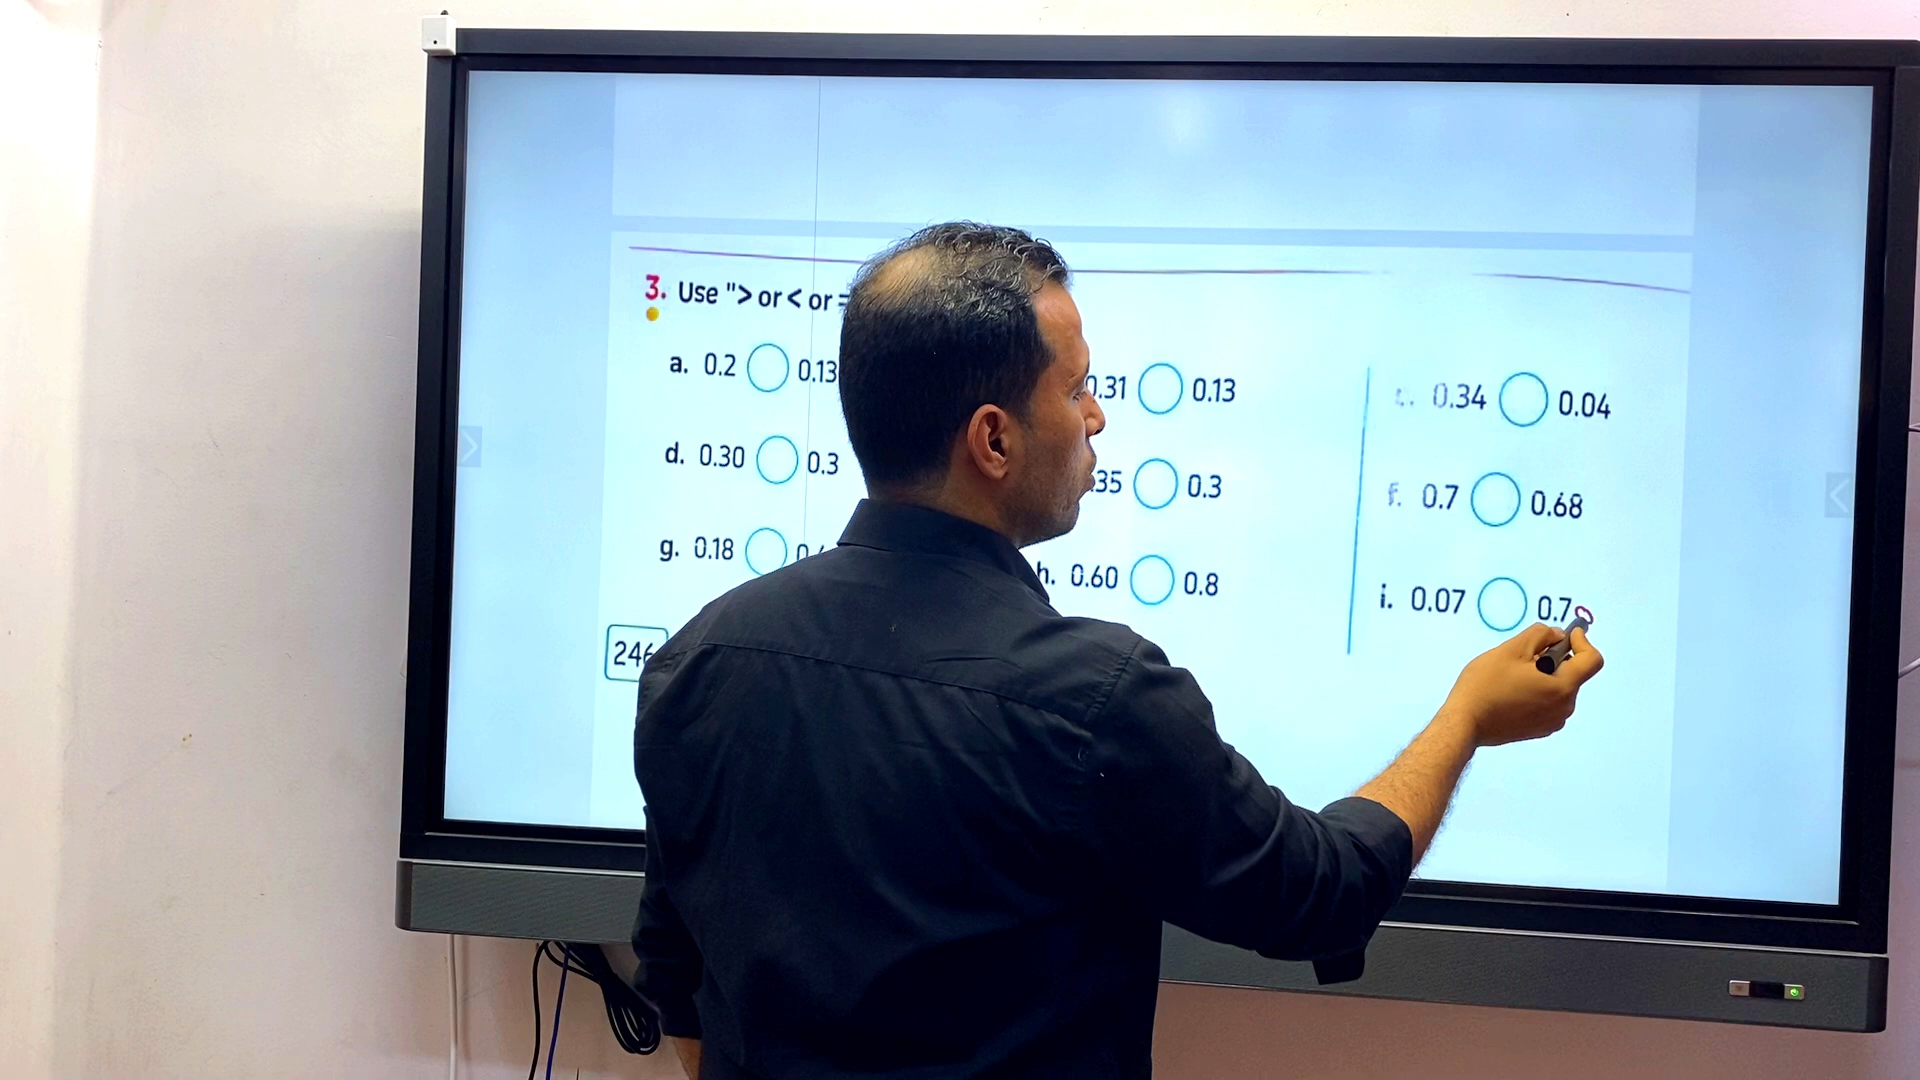 3. Use "> or < or =
a. 0.2 0.13
0.31 0.13
c. 0.34 0.04
d. 0.30 0.3
.35 0.3
f. 0.7 0.68
g. 0.18
h. 0.60 0.8
i. 0.07 0.70
246